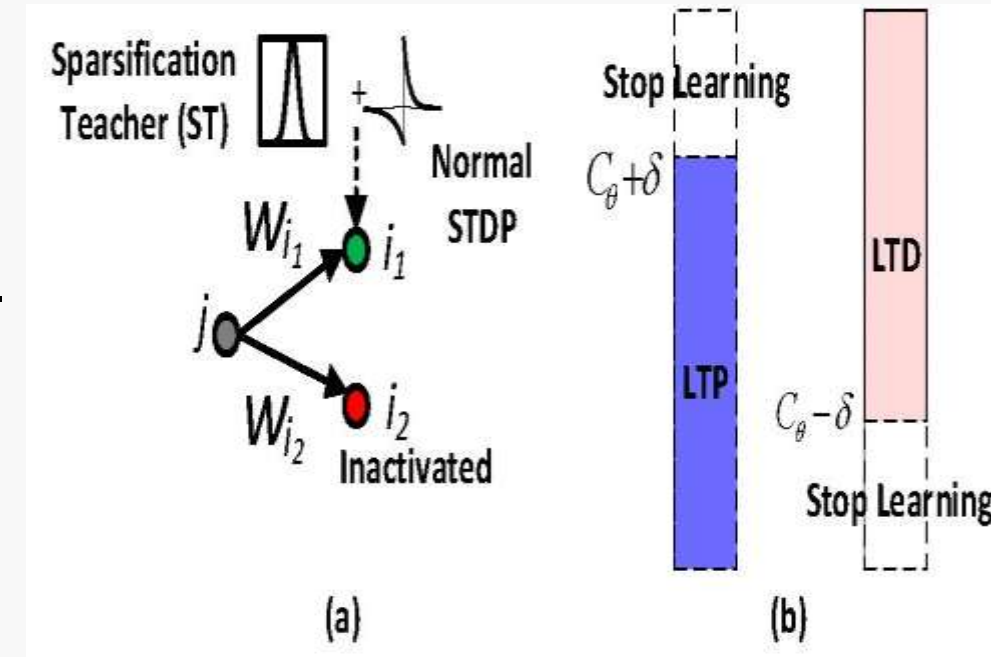 Sparsification
Teacher (ST)
+
Normal
STDP
W_{i_1}
i_1
j
W_{i_2}
i_2
Inactivated
(a)
Stop Learning
C_θ+δ
LTP
LTD
C_θ−δ
Stop Learning
(b)